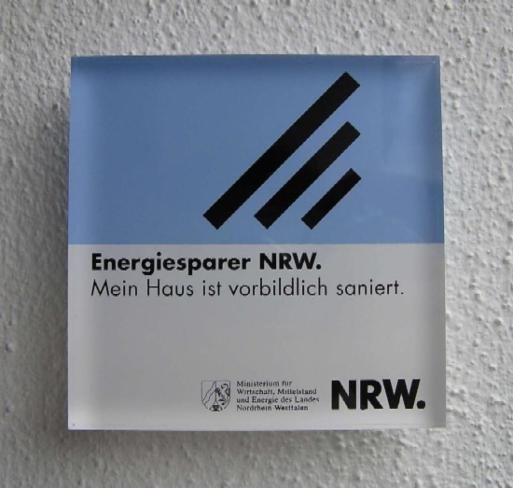 Energiesparer NRW.
Mein Haus ist vorbildlich saniert.
Ministerium für
Wirtschaft, Mittelstand
und Energie des Landes
Nordrhein Westfalen
NRW.